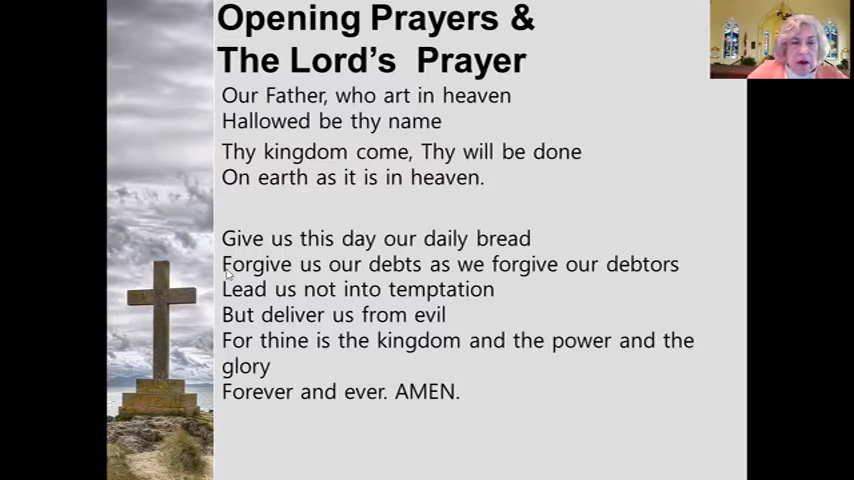 Opening Prayers &
The Lord's Prayer
Our Father, who art in heaven
Hallowed be thy name
Thy kingdom come, Thy will be done
On earth as it is in heaven.
Give us this day our daily bread
Forgive us our debts as we forgive our debtors
Lead us not into temptation
But deliver us from evil
For thine is the kingdom and the power and the
glory
Forever and ever. AMEN.